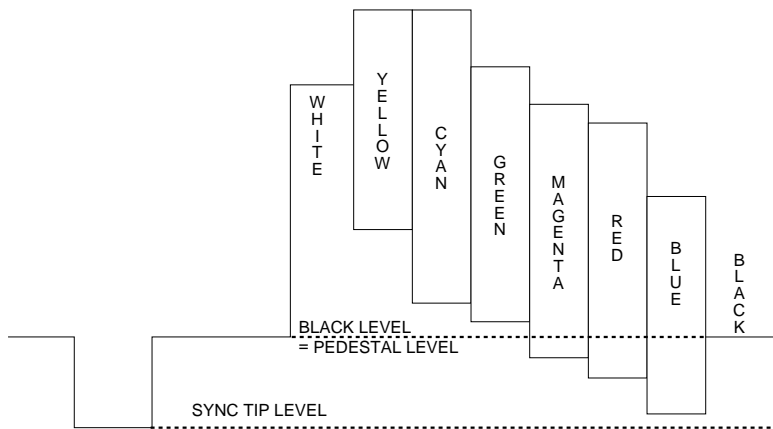 WHITE
YELLOW
CYAN
GREEN
MAGENTA
RED
BLUE
BLACK
BLACK LEVEL
= PEDESTAL LEVEL
SYNC TIP LEVEL